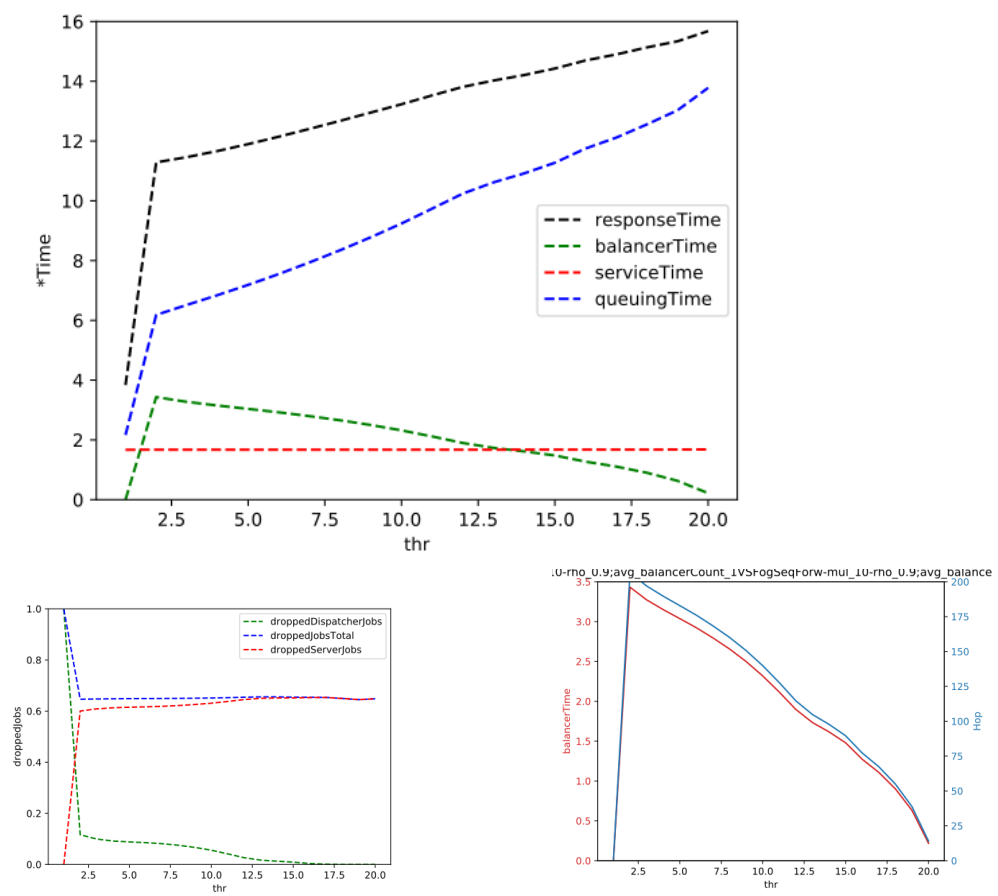 16
14
12
10
8
6
4
2
0
*Time
responseTime
balancerTime
serviceTime
queuingTime
2.5 5.0 7.5 10.0 12.5 15.0 17.5 20.0
thr
1.0
0.8
0.6
0.4
0.2
0.0
droppedJobs
droppedDispatcherJobs
droppedJobsTotal
droppedServerJobs
2.5 5.0 7.5 10.0 12.5 15.0 17.5 20.0
thr
10-rho_0.9;avg_balancerCount_1VSFogSeqForw-mul_10-rho_0.9;avg_balance
3.5
3.0
2.5
2.0
1.5
1.0
0.5
0.0
balancerTime
200
175
150
125
100
75
50
25
0
Hop
2.5 5.0 7.5 10.0 12.5 15.0 17.5 20.0
thr